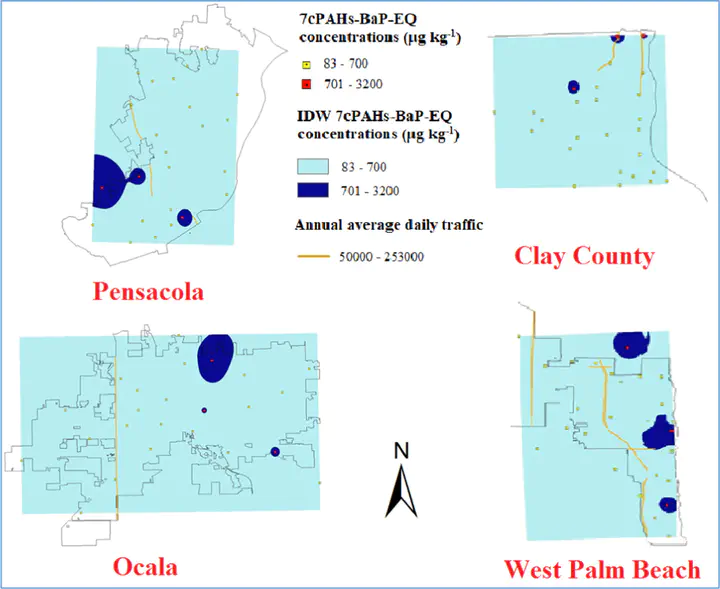 7cPAHs-BaP-EQ
concentrations (µg kg-1)
83 - 700
701 - 3200
IDW 7cPAHs-BaP-EQ
concentrations (µg kg-1)
83 - 700
701 - 3200
Annual average daily traffic
50000 - 253000
Pensacola
Clay County
N
Ocala
West Palm Beach